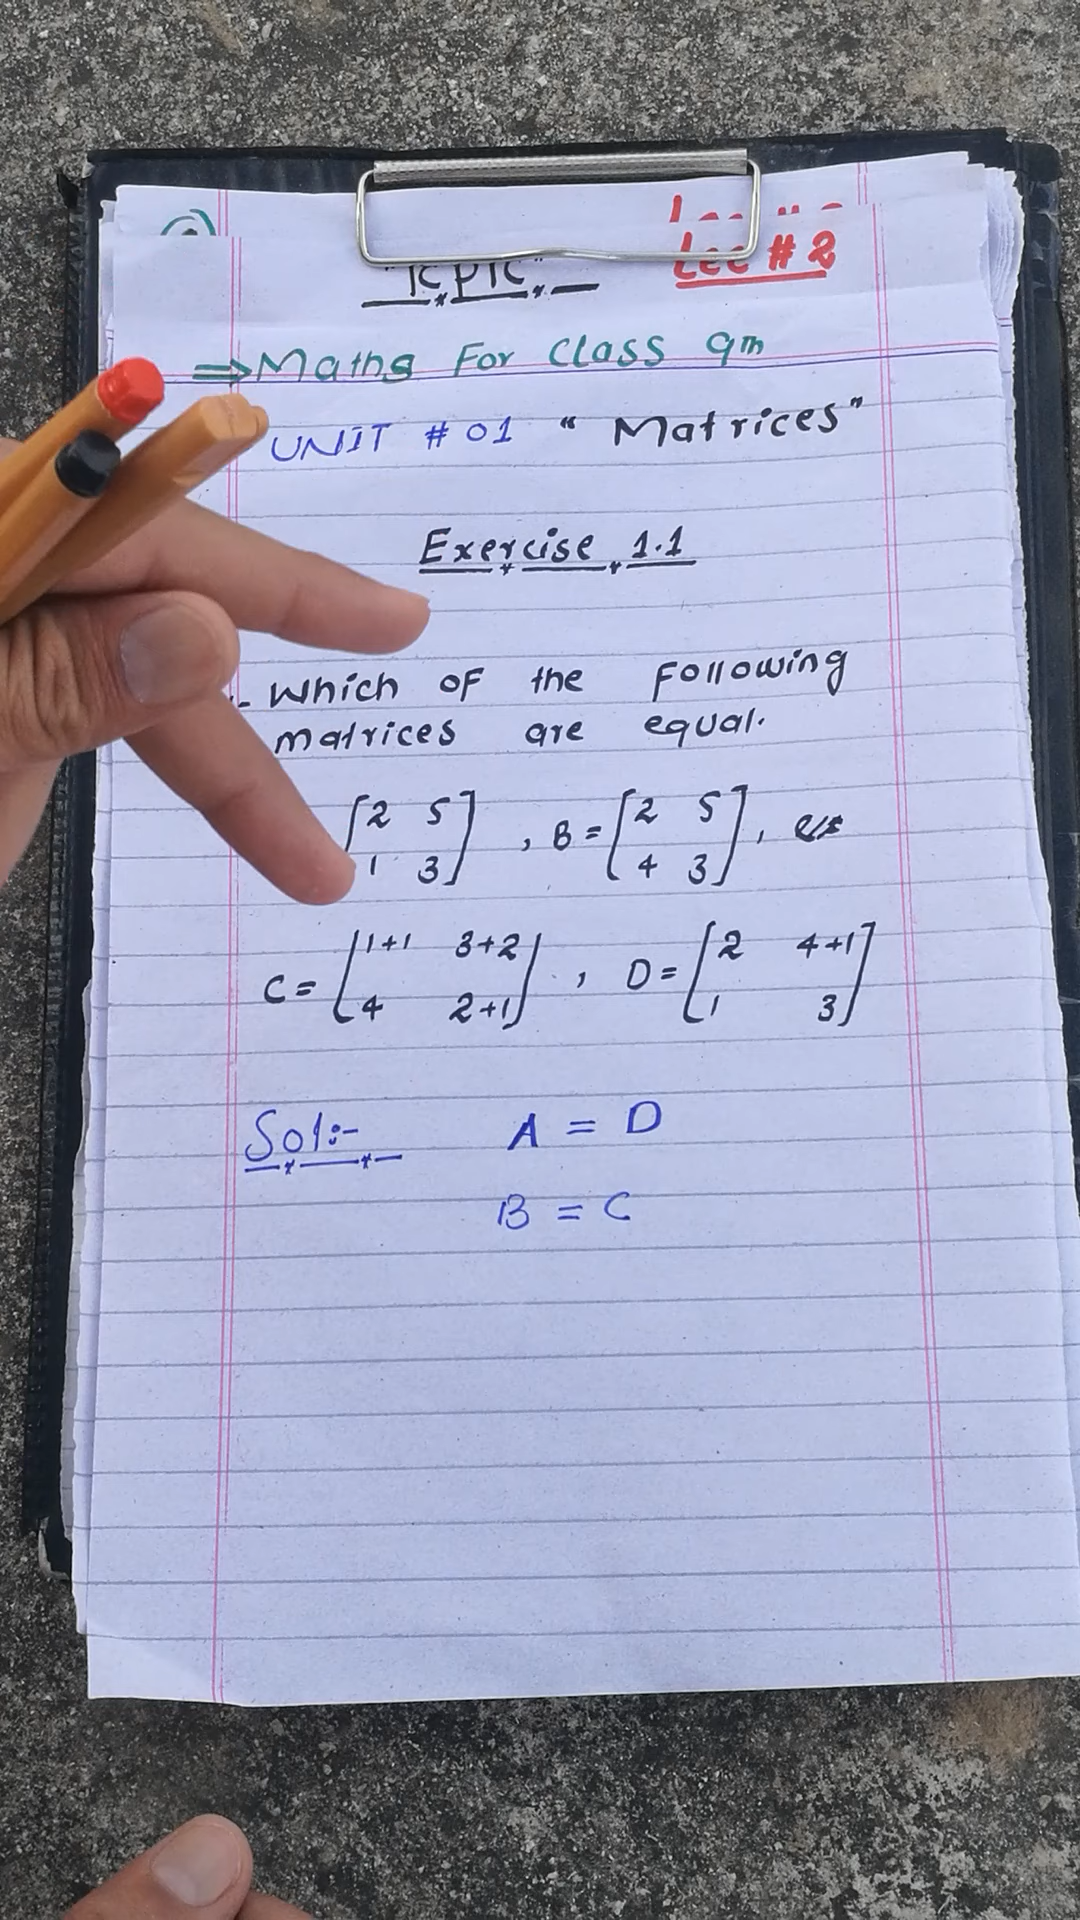 "Topic"
Lec # 2
⇒ Maths For Class 9th
UNIT # 01 "Matrices"
Exercise 1.1
Which of the following
matrices are equal.
[2 5] , B = [2 5] ,
[1 3] [4 3]
C = [1+1 3+2] , D = [2 4+1]
[4 2+1] [1 3]
Sol:- A = D
B = C